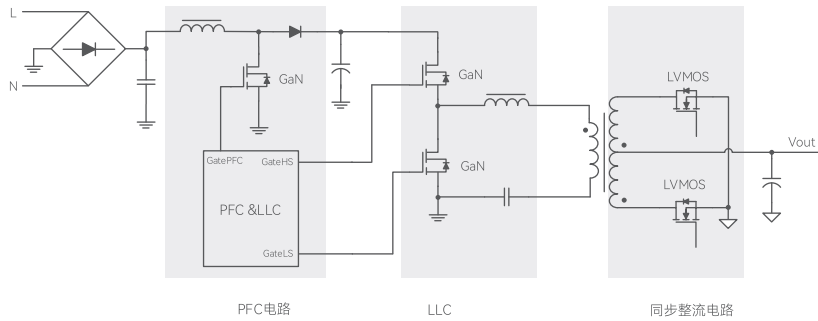 L
N
GaN
GaN
GaN
LVMOS
LVMOS
Vout
GatePFC
GateHS
PFC &LLC
GateLS
PFC电路
LLC
同步整流电路